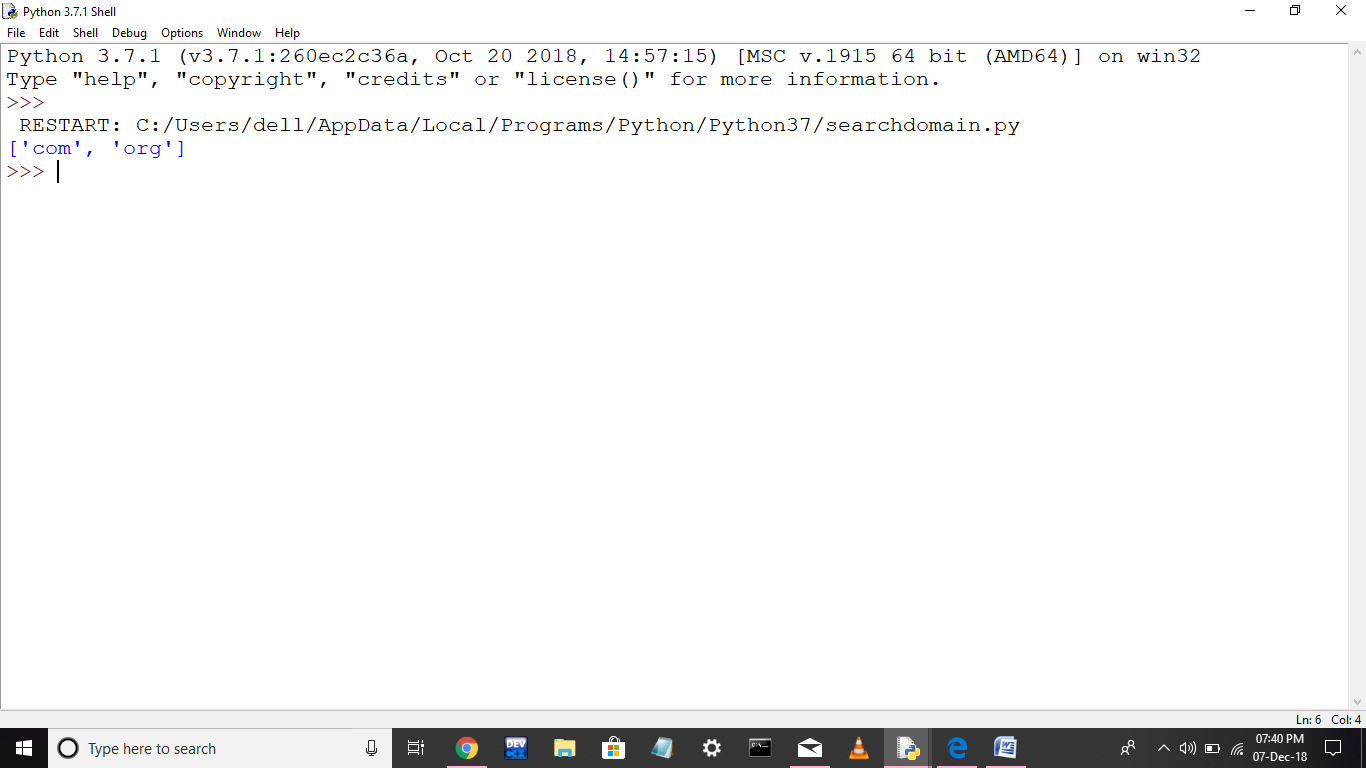 Python 3.7.1 Shell
File Edit Shell Debug Options Window Help
Python 3.7.1 (v3.7.1:260ec2c36a, Oct 20 2018, 14:57:15) [MSC v.1915 64 bit (AMD64)] on win32
Type "help", "copyright", "credits" or "license()" for more information.
>>>
 RESTART: C:/Users/dell/AppData/Local/Programs/Python/Python37/searchdomain.py
['com', 'org']
>>>
Ln: 6 Col: 4
Type here to search
DEV
07:40 PM
07-Dec-18